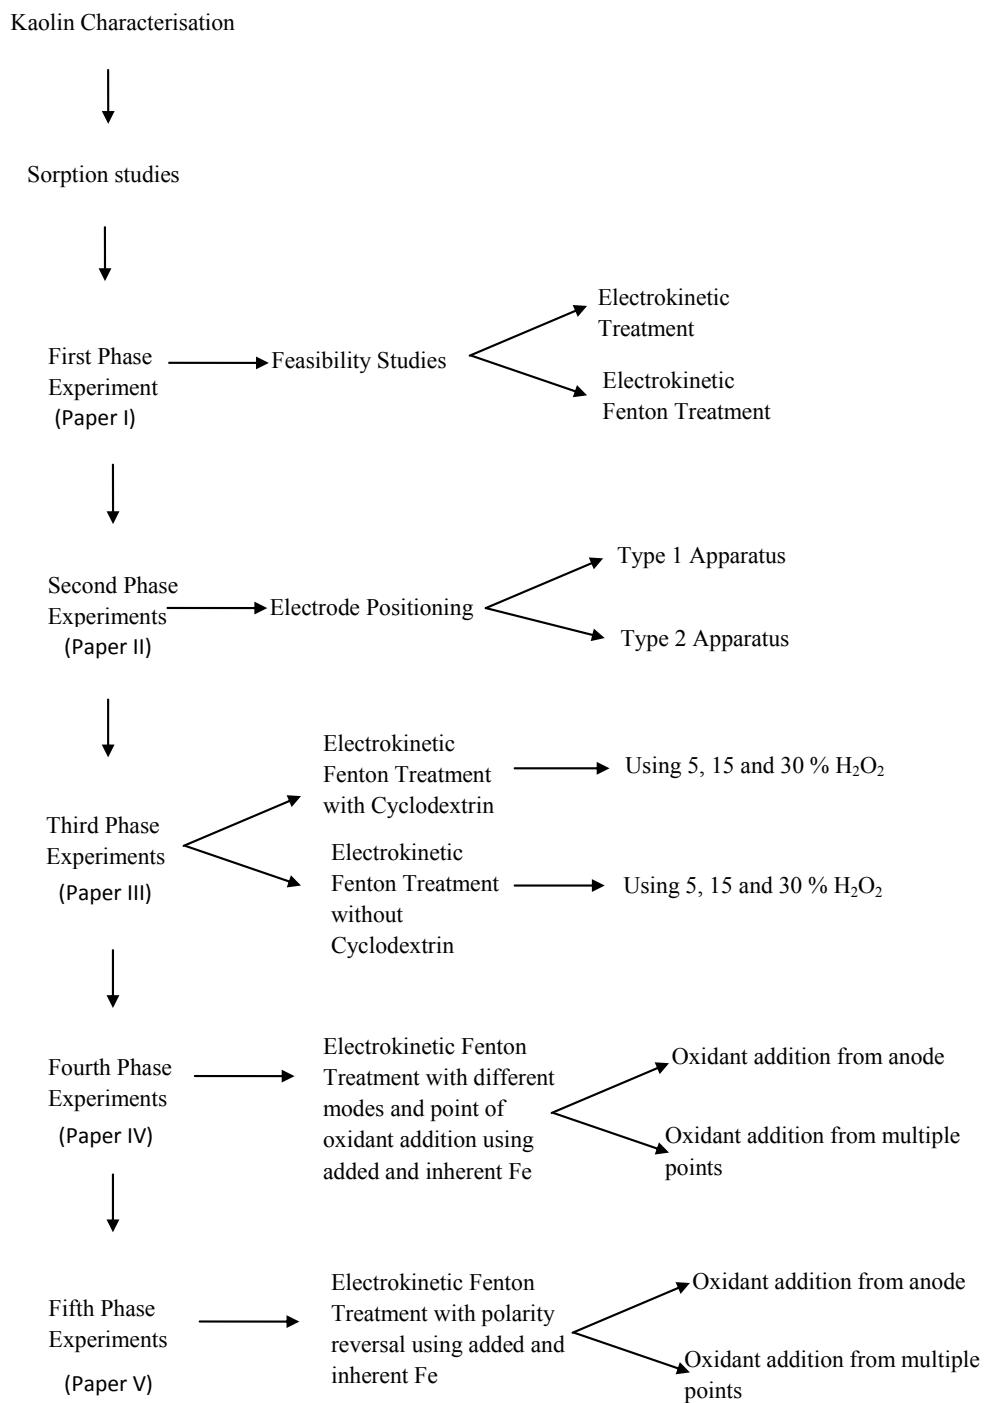 Kaolin Characterisation
Sorption studies
First Phase
Experiment
(Paper I)
Feasibility Studies
Electrokinetic
Treatment
Electrokinetic
Fenton Treatment
Second Phase
Experiments
(Paper II)
Electrode Positioning
Type 1 Apparatus
Type 2 Apparatus
Third Phase
Experiments
(Paper III)
Electrokinetic
Fenton Treatment
with Cyclodextrin
Using 5, 15 and 30 % H₂O₂
Electrokinetic
Fenton Treatment
without
Cyclodextrin
Using 5, 15 and 30 % H₂O₂
Fourth Phase
Experiments
(Paper IV)
Electrokinetic Fenton
Treatment with different
modes and point of
oxidant addition using
added and inherent Fe
Oxidant addition from anode
Oxidant addition from multiple
points
Fifth Phase
Experiments
(Paper V)
Electrokinetic Fenton
Treatment with polarity
reversal using added and
inherent Fe
Oxidant addition from anode
Oxidant addition from multiple
points